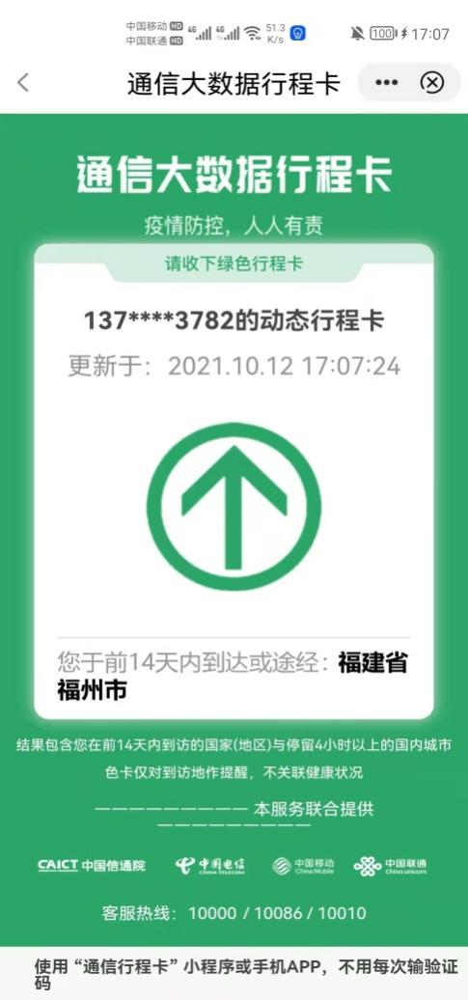 中国移动 HD 4G 4G 51.3 K/s 100 17:07
中国联通 HD
通信大数据行程卡
通信大数据行程卡
疫情防控，人人有责
请收下绿色行程卡
137****3782的动态行程卡
更新于：2021.10.12 17:07:24
您于前14天内到达或途经：福建省
福州市
结果包含您在前14天内到访的国家(地区)与停留4小时以上的国内城市
色卡仅对到访地作提醒，不关联健康状况
————————— 本服务联合提供
—————————
CAICT 中国信通院 中国电信 CHINA TELECOM 中国移动 China Mobile 中国联通 China unicom
客服热线：10000 / 10086 / 10010
使用“通信行程卡”小程序或手机APP，不用每次输验证
码